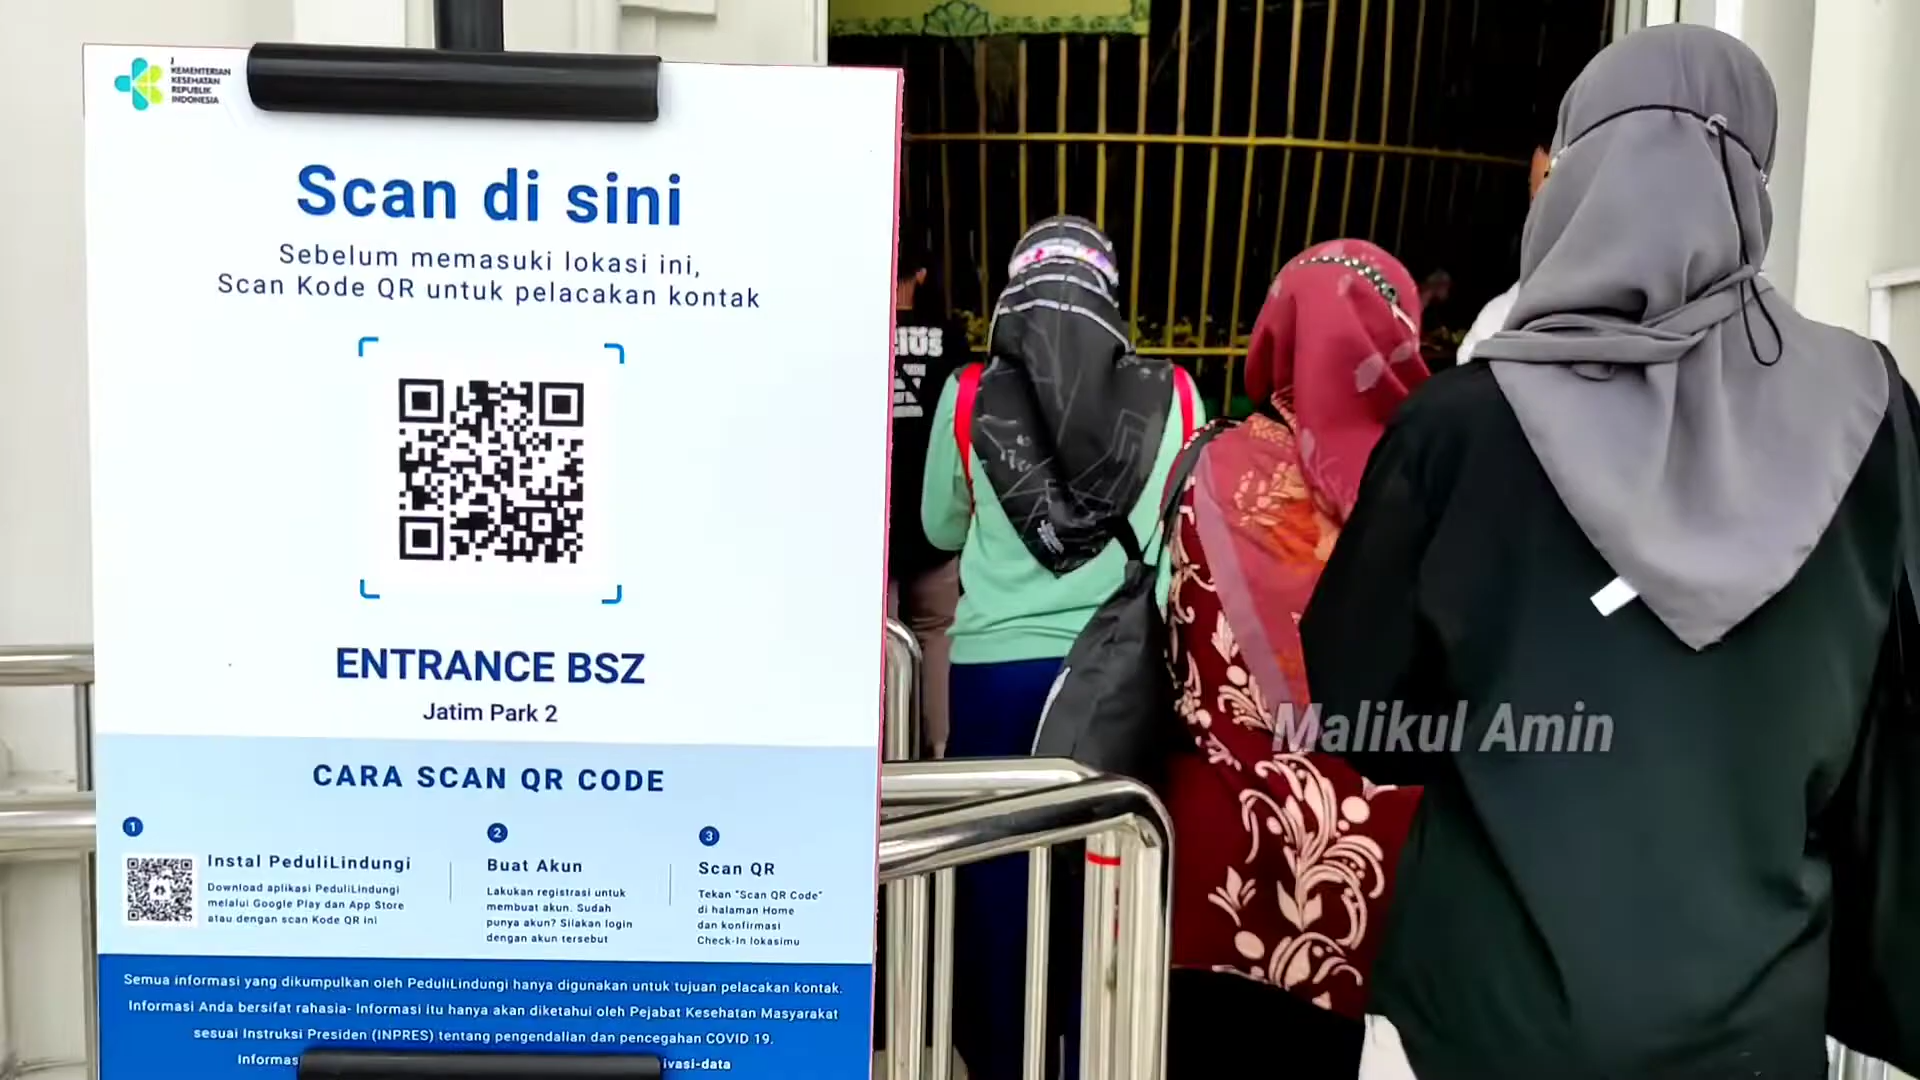 KEMENTERIAN
KESEHATAN
REPUBLIK
INDONESIA
Scan di sini
Sebelum memasuki lokasi ini,
Scan Kode QR untuk pelacakan kontak
ENTRANCE BSZ
Jatim Park 2
CARA SCAN QR CODE
1
Instal PeduliLindungi
Download aplikasi PeduliLindungi
melalui Google Play dan App Store
atau dengan scan Kode QR ini
2
Buat Akun
Lakukan registrasi untuk
membuat akun. Sudah
punya akun? Silakan login
dengan akun tersebut
3
Scan QR
Tekan "Scan QR Code"
di halaman Home
dan konfirmasi
Check-In lokasimu
Semua informasi yang dikumpulkan oleh PeduliLindungi hanya digunakan untuk tujuan pelacakan kontak.
Informasi Anda bersifat rahasia- Informasi itu hanya akan diketahui oleh Pejabat Kesehatan Masyarakat
sesuai Instruksi Presiden (INPRES) tentang pengendalian dan pencegahan COVID 19.
Informas ivasi-data
Malikul Amin